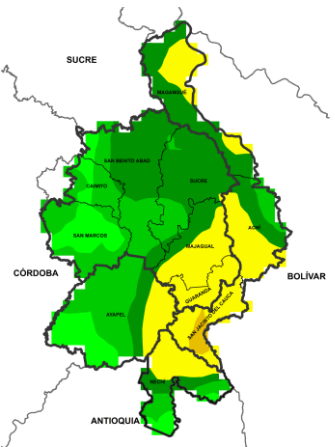 SUCRE
MAGANGUÉ
SAN BENITO ABAD
CAIMITO
SUCRE
SAN MARCOS
ACHÍ
MAJAGUAL
CÓRDOBA
BOLÍVAR
GUARANDA
SAN JACINTO DEL CAUCA
AYAPEL
NECHÍ
ANTIOQUIA